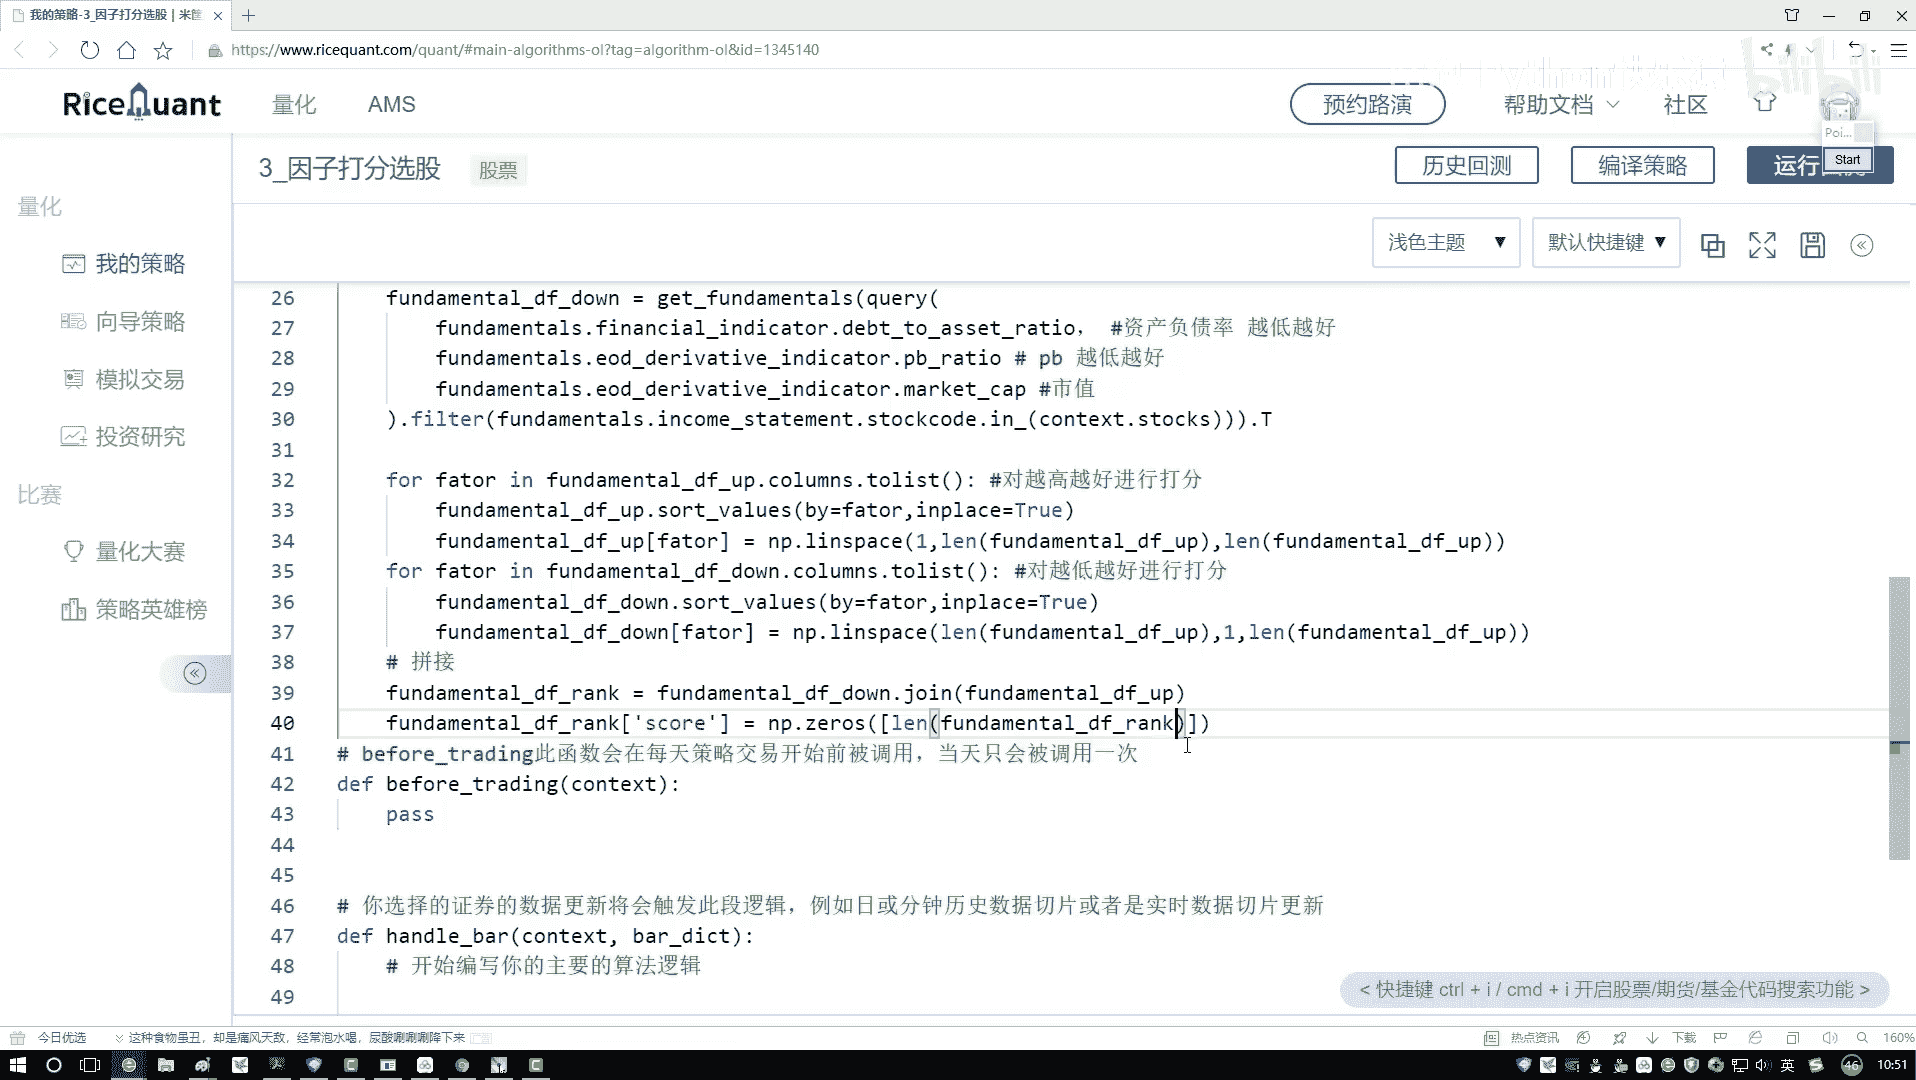 我的策略-3_因子打分选股 | 米筐
https://www.ricequant.com/quant/#main-algorithms-ol?tag=algorithm-ol&id=1345140
RiceQuant
量化
AMS
预约路演
帮助文档
社区
bilibili
Poi...
Start
3_因子打分选股
股票
历史回测
编译策略
运行回测
量化
我的策略
向导策略
模拟交易
投资研究
比赛
量化大赛
策略英雄榜
浅色主题 ▼
默认快捷键 ▼
26 fundamental_df_down = get_fundamentals(query(
27 fundamentals.financial_indicator.debt_to_asset_ratio, #资产负债率 越低越好
28 fundamentals.eod_derivative_indicator.pb_ratio # pb 越低越好
29 fundamentals.eod_derivative_indicator.market_cap #市值
30 ).filter(fundamentals.income_statement.stockcode.in_(context.stocks))).T
31
32 for fator in fundamental_df_up.columns.tolist(): #对越高越好进行打分
33 fundamental_df_up.sort_values(by=fator,inplace=True)
34 fundamental_df_up[fator] = np.linspace(1,len(fundamental_df_up),len(fundamental_df_up))
35 for fator in fundamental_df_down.columns.tolist(): #对越低越好进行打分
36 fundamental_df_down.sort_values(by=fator,inplace=True)
37 fundamental_df_down[fator] = np.linspace(len(fundamental_df_up),1,len(fundamental_df_up))
38 # 拼接
39 fundamental_df_rank = fundamental_df_down.join(fundamental_df_up)
40 fundamental_df_rank['score'] = np.zeros([len(fundamental_df_rank)])
41 # before_trading此函数会在每天策略交易开始前被调用，当天只会被调用一次
42 def before_trading(context):
43 pass
44
45
46 # 你选择的证券的数据更新将会触发此段逻辑，例如日或分钟历史数据切片或者是实时数据切片更新
47 def handle_bar(context, bar_dict):
48 # 开始编写你的主要的算法逻辑
49
< 快捷键 ctrl + i / cmd + i 开启股票/期货/基金代码搜索功能 >
今日优选
这种食物虽丑，却是痛风天敌，经常泡水喝，尿酸唰唰唰降下来
热点资讯
下载
160%
英
46
10:51